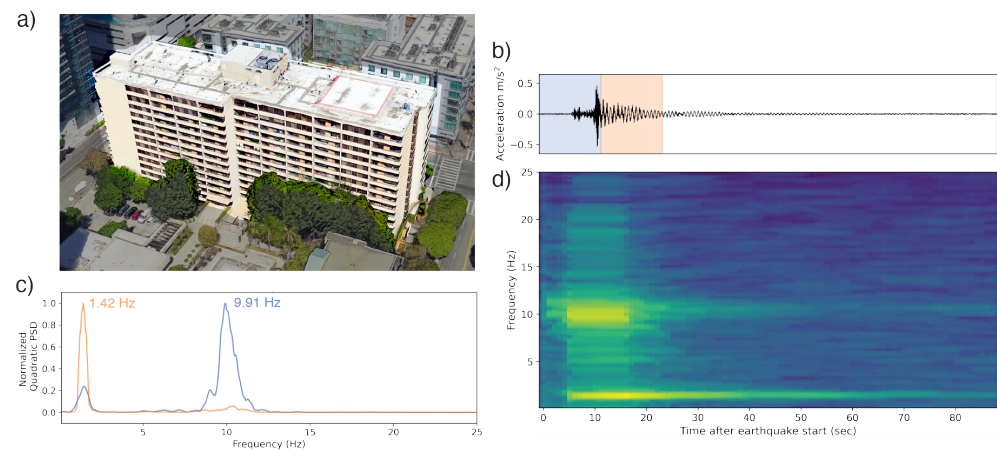 a)
b)
0.5
0.0
−0.5
Acceleration m/s²
c)
1.42 Hz
9.91 Hz
1.0
0.8
0.6
0.4
0.2
0.0
Normalized
Quadratic PSD
5
10
15
20
25
Frequency (Hz)
d)
25
20
15
10
5
Frequency (Hz)
0
10
20
30
40
50
60
70
80
Time after earthquake start (sec)